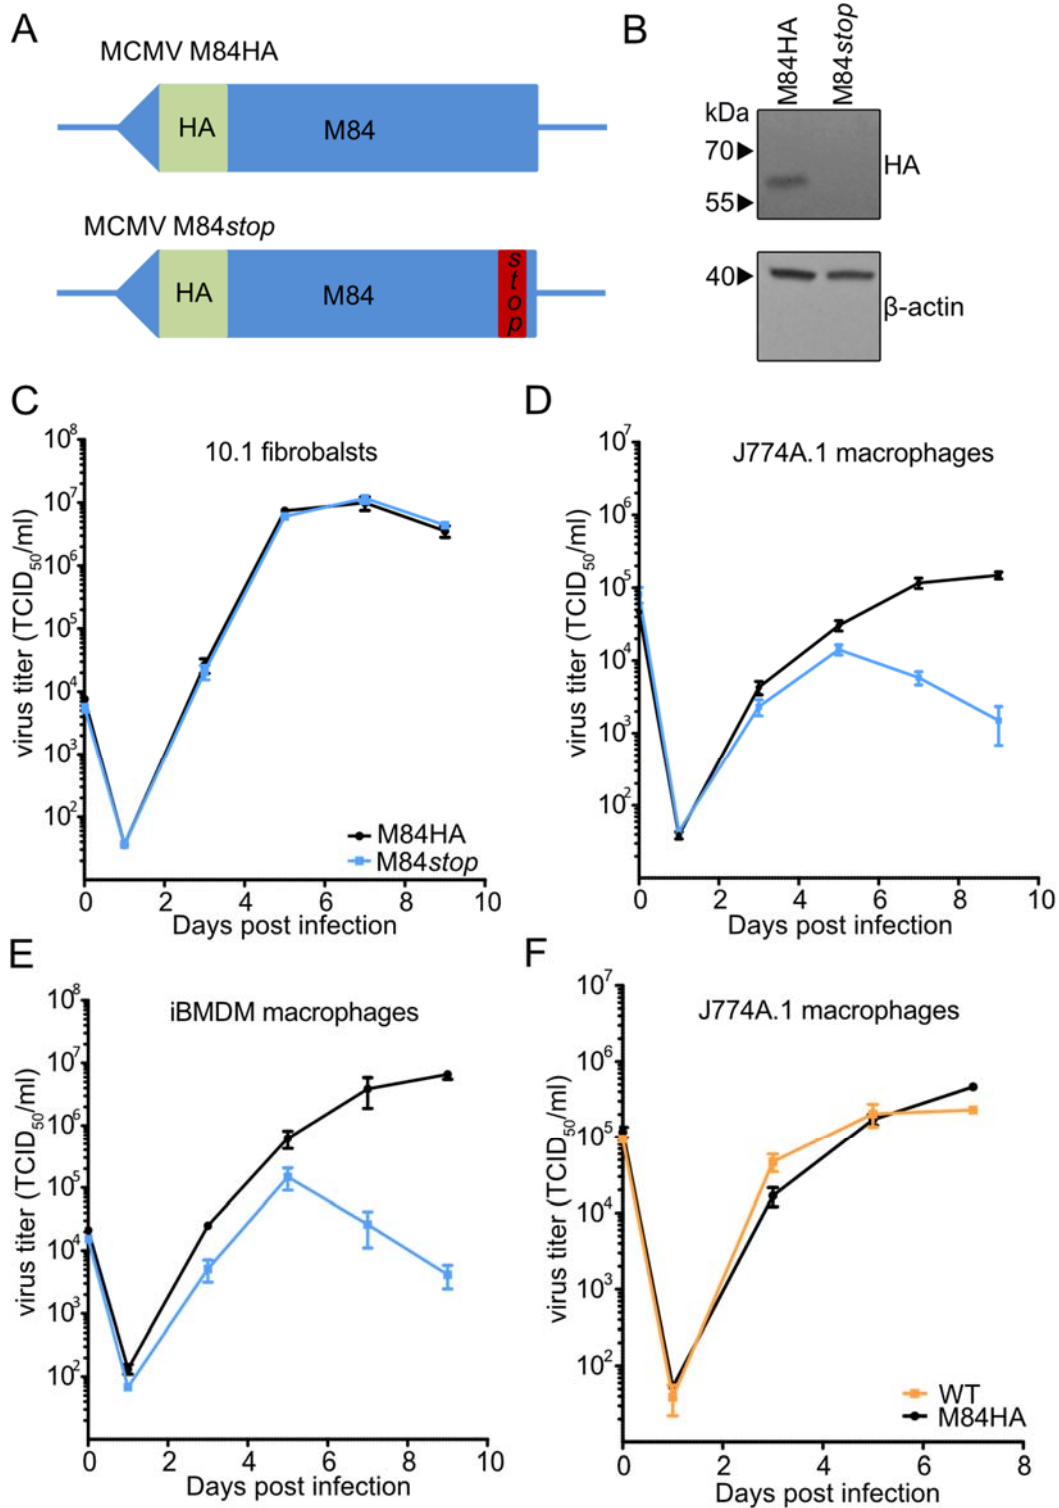 A
MCMV M84HA
HA
M84
MCMV M84stop
HA
M84
stop
B
M84HA
M84stop
kDa
70
55
HA
40
β-actin
C
10.1 fibrobalsts
virus titer (TCID50/ml)
10^8
10^7
10^6
10^5
10^4
10^3
10^2
M84HA
M84stop
0 2 4 6 8 10
Days post infection
D
J774A.1 macrophages
virus titer (TCID50/ml)
10^7
10^6
10^5
10^4
10^3
10^2
0 2 4 6 8 10
Days post infection
E
iBMDM macrophages
virus titer (TCID50/ml)
10^8
10^7
10^6
10^5
10^4
10^3
10^2
0 2 4 6 8 10
Days post infection
F
J774A.1 macrophages
virus titer (TCID50/ml)
10^7
10^6
10^5
10^4
10^3
10^2
WT
M84HA
0 2 4 6 8
Days post infection